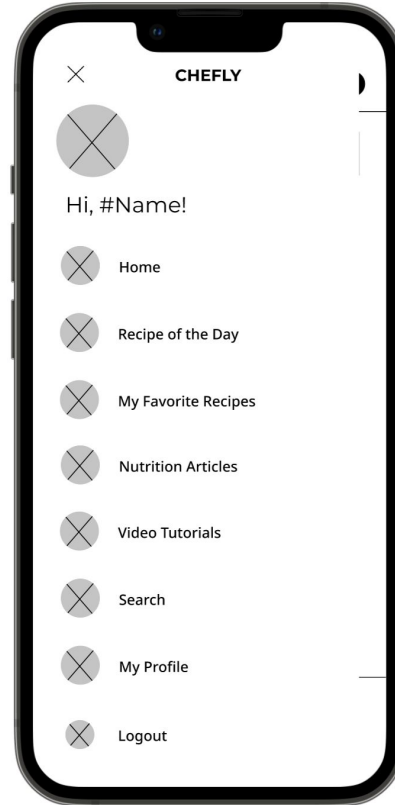 CHEFLY
Hi, #Name!
Home
Recipe of the Day
My Favorite Recipes
Nutrition Articles
Video Tutorials
Search
My Profile
Logout